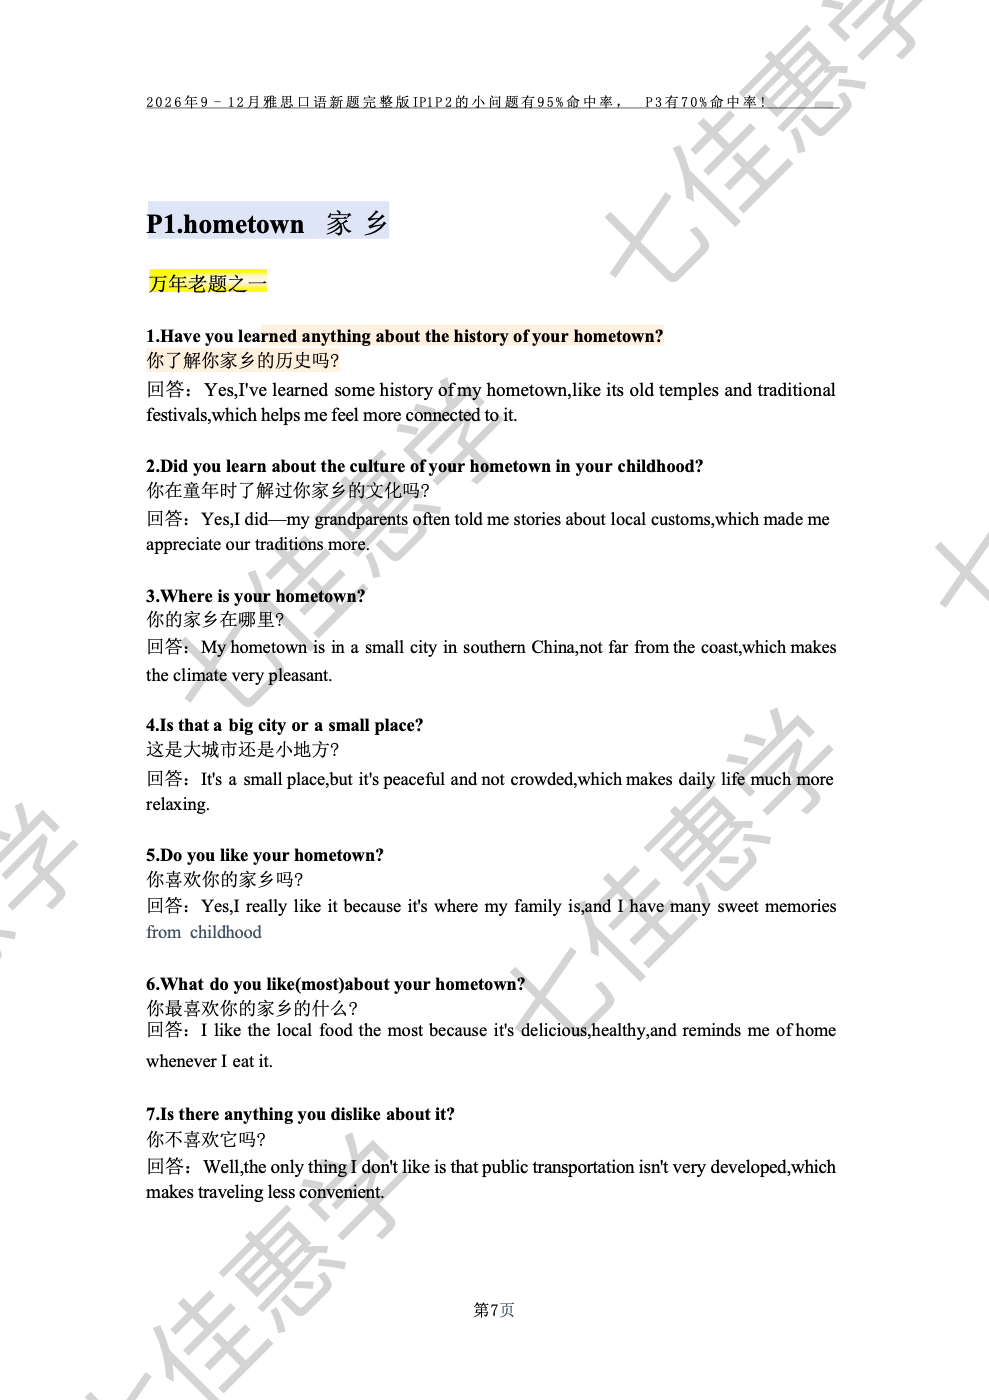 2026年9－12月雅思口语新题完整版IP1P2的小问题有95%命中率， P3有70%命中率!
P1.hometown 家 乡
万年老题之一
1.Have you learned anything about the history of your hometown?
你了解你家乡的历史吗?
回答：Yes,I've learned some history of my hometown,like its old temples and traditional
festivals,which helps me feel more connected to it.
2.Did you learn about the culture of your hometown in your childhood?
你在童年时了解过你家乡的文化吗?
回答：Yes,I did—my grandparents often told me stories about local customs,which made me
appreciate our traditions more.
3.Where is your hometown?
你的家乡在哪里?
回答：My hometown is in a small city in southern China,not far from the coast,which makes
the climate very pleasant.
4.Is that a big city or a small place?
这是大城市还是小地方?
回答：It's a small place,but it's peaceful and not crowded,which makes daily life much more
relaxing.
5.Do you like your hometown?
你喜欢你的家乡吗?
回答：Yes,I really like it because it's where my family is,and I have many sweet memories
from childhood
6.What do you like(most)about your hometown?
你最喜欢你的家乡的什么?
回答：I like the local food the most because it's delicious,healthy,and reminds me of home
whenever I eat it.
7.Is there anything you dislike about it?
你不喜欢它吗?
回答：Well,the only thing I don't like is that public transportation isn't very developed,which
makes traveling less convenient.
第7页
七佳惠学
七佳惠学
七佳惠学
七佳惠学